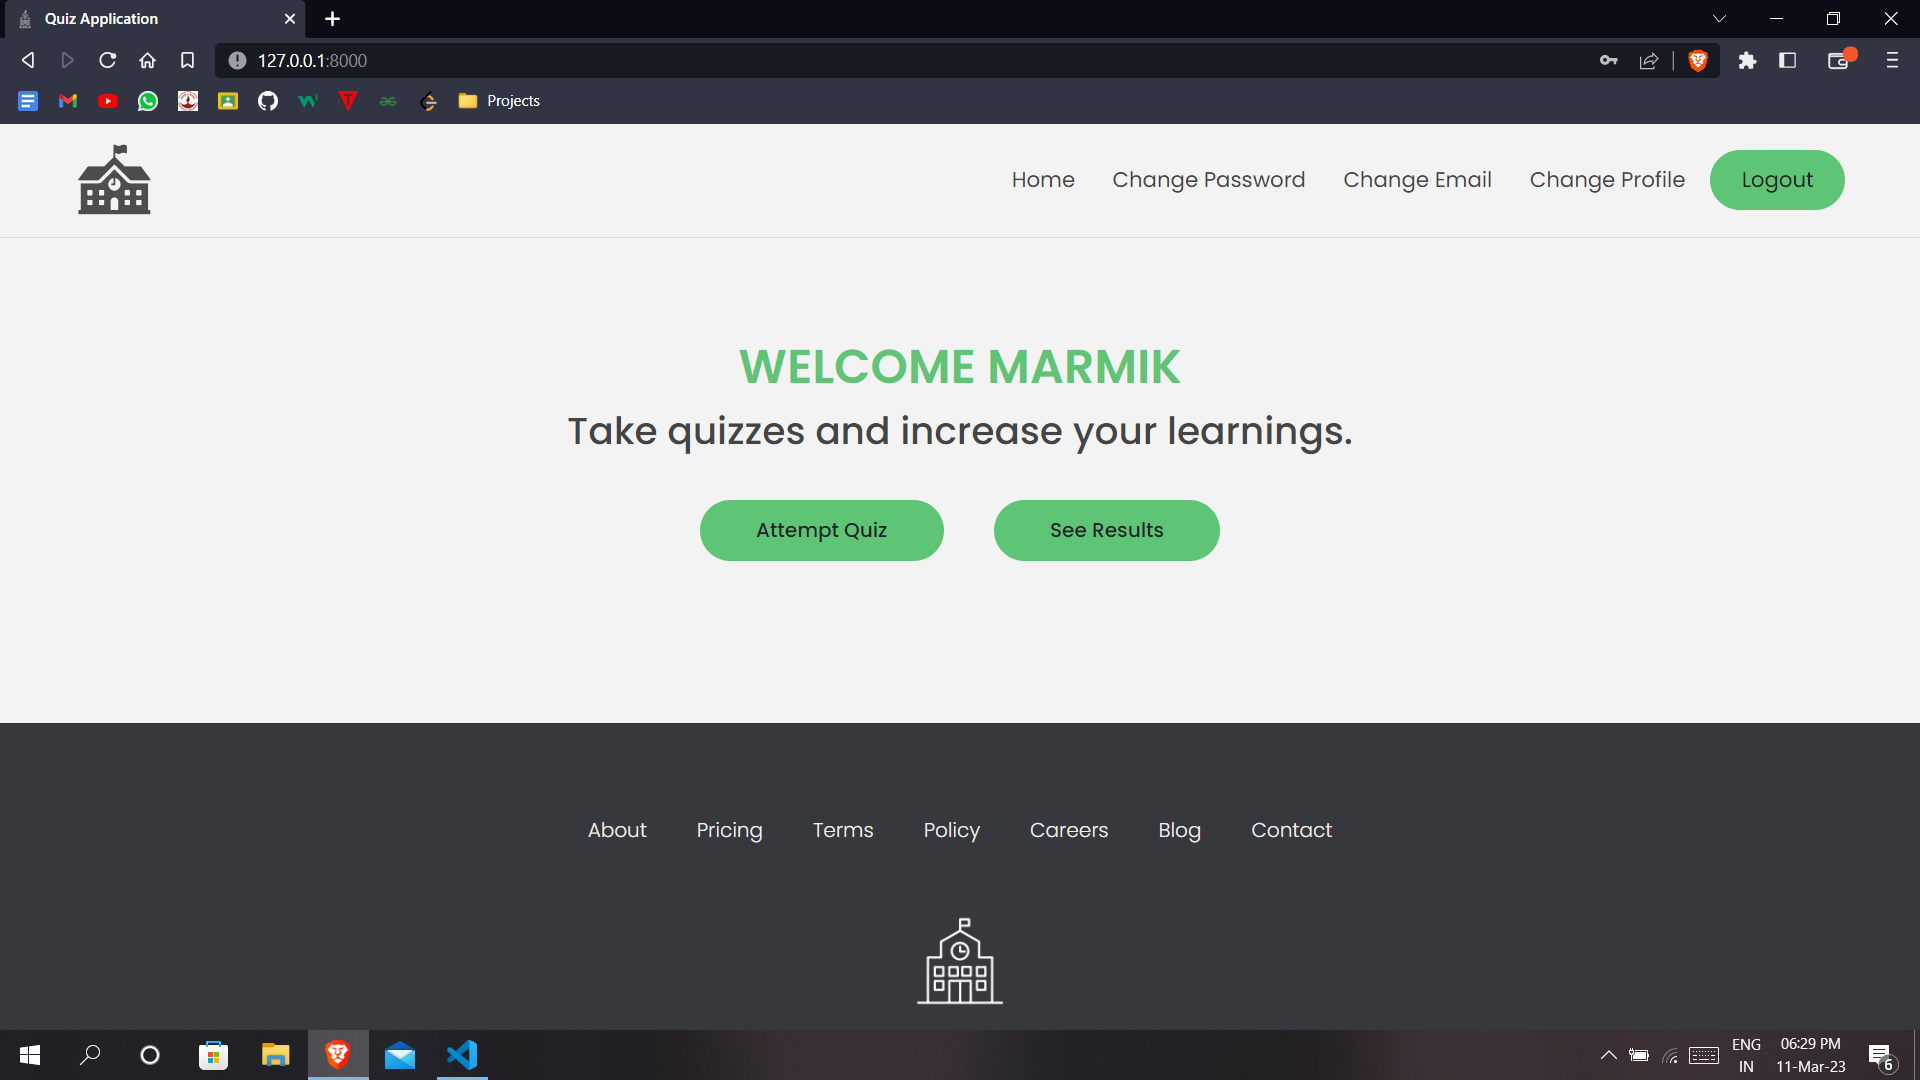 Quiz Application
127.0.0.1:8000
Projects
Home Change Password Change Email Change Profile Logout
WELCOME MARMIK
Take quizzes and increase your learnings.
Attempt Quiz See Results
About Pricing Terms Policy Careers Blog Contact
ENG 06:29 PM
IN 11-Mar-23 6